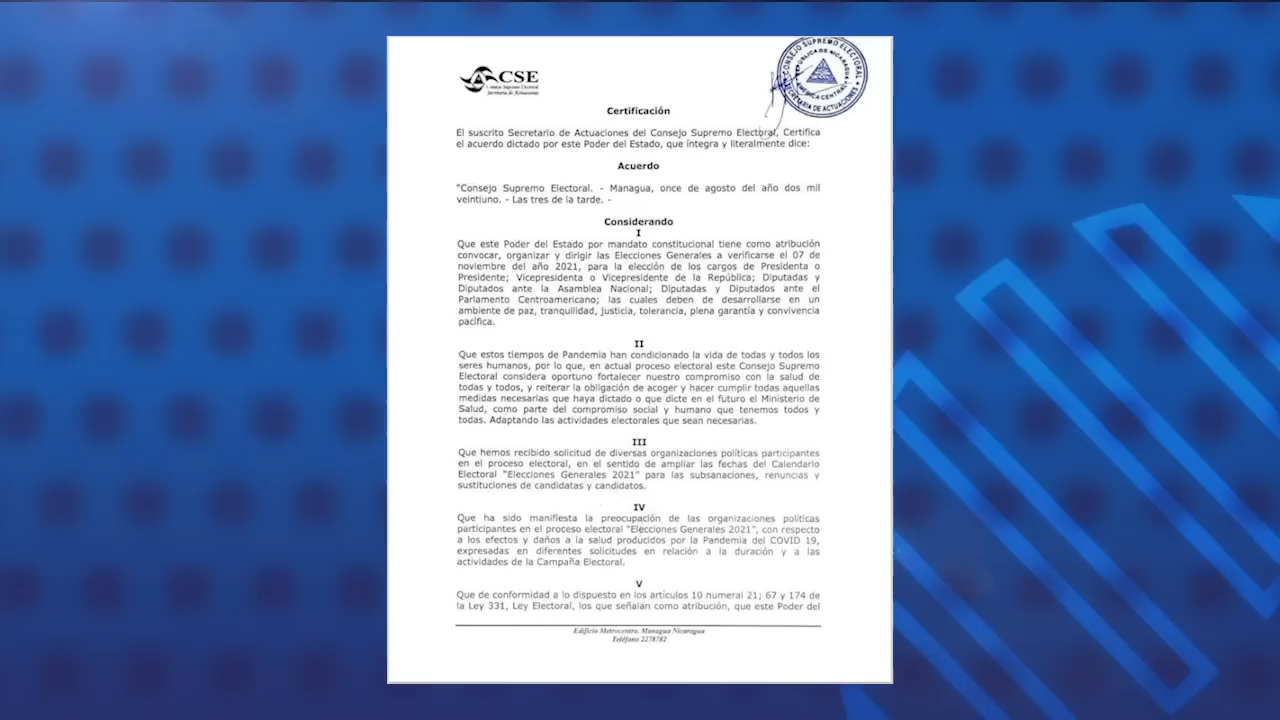 CSE
Consejo Supremo Electoral
Secretaría de Actuaciones
CONSEJO SUPREMO ELECTORAL
REPÚBLICA DE NICARAGUA
AMÉRICA CENTRAL
SECRETARIA DE ACTUACIONES
Certificación
El suscrito Secretario de Actuaciones del Consejo Supremo Electoral, Certifica
el acuerdo dictado por este Poder del Estado, que íntegra y literalmente dice:
Acuerdo
"Consejo Supremo Electoral. - Managua, once de agosto del año dos mil
veintiuno. - Las tres de la tarde. -
Considerando
I
Que este Poder del Estado por mandato constitucional tiene como atribución
convocar, organizar y dirigir las Elecciones Generales a verificarse el 07 de
noviembre del año 2021, para la elección de los cargos de Presidenta o
Presidente; Vicepresidenta o Vicepresidente de la República; Diputadas y
Diputados ante la Asamblea Nacional; Diputadas y Diputados ante el
Parlamento Centroamericano; las cuales deben de desarrollarse en un
ambiente de paz, tranquilidad, justicia, tolerancia, plena garantía y convivencia
pacífica.
II
Que estos tiempos de Pandemia han condicionado la vida de todas y todos los
seres humanos, por lo que, en actual proceso electoral este Consejo Supremo
Electoral considera oportuno fortalecer nuestro compromiso con la salud de
todas y todos, y reiterar la obligación de acoger y hacer cumplir todas aquellas
medidas necesarias que haya dictado o que dicte en el futuro el Ministerio de
Salud, como parte del compromiso social y humano que tenemos todos y
todas. Adaptando las actividades electorales que sean necesarias.
III
Que hemos recibido solicitud de diversas organizaciones políticas participantes
en el proceso electoral, en el sentido de ampliar las fechas del Calendario
Electoral "Elecciones Generales 2021" para las subsanaciones, renuncias y
sustituciones de candidatas y candidatos.
IV
Que ha sido manifiesta la preocupación de las organizaciones políticas
participantes en el proceso electoral "Elecciones Generales 2021", con respecto
a los efectos y daños a la salud producidos por la Pandemia del COVID 19,
expresadas en diferentes solicitudes en relación a la duración y a las
actividades de la Campaña Electoral.
V
Que de conformidad a lo dispuesto en los artículos 10 numeral 21; 67 y 174 de
la Ley 331, Ley Electoral, los que señalan como atribución, que este Poder del
Edificio Metrocentro. Managua Nicaragua
Teléfono 2278782